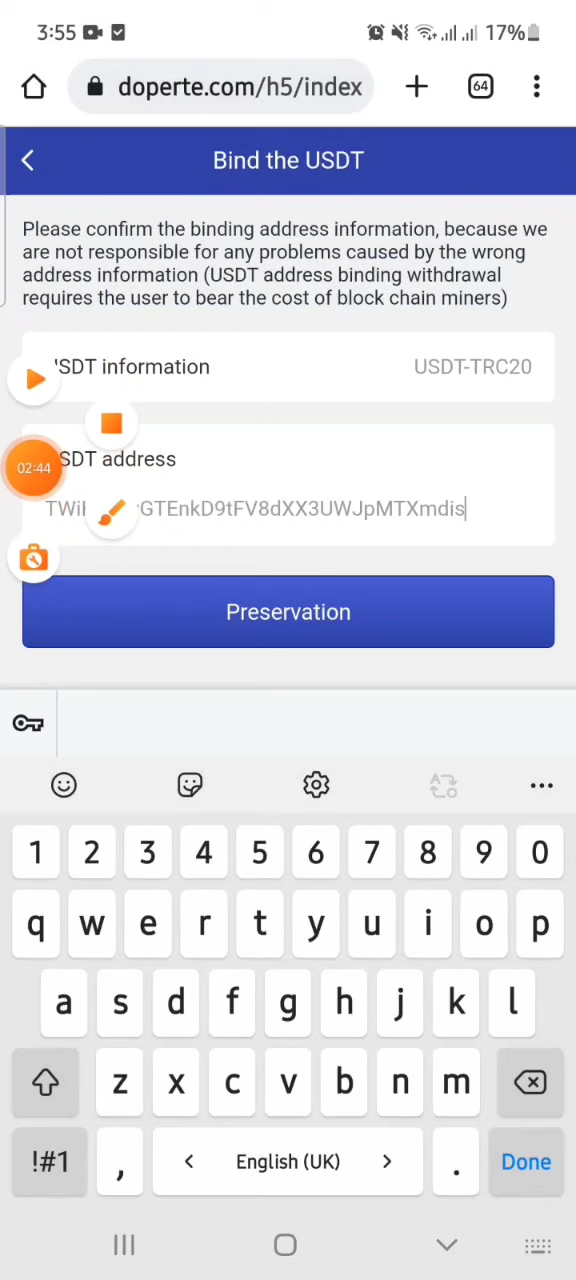 3:55
17%
doperte.com/h5/index
64
Bind the USDT
Please confirm the binding address information, because we
are not responsible for any problems caused by the wrong
address information (USDT address binding withdrawal
requires the user to bear the cost of block chain miners)
USDT information
USDT-TRC20
02:44
SDT address
GTEnkD9tFV8dXX3UWJpMTXmdis
Preservation
1 2 3 4 5 6 7 8 9 0
q w e r t y u i o p
a s d f g h j k l
z x c v b n m
!#1 , < English (UK) > . Done